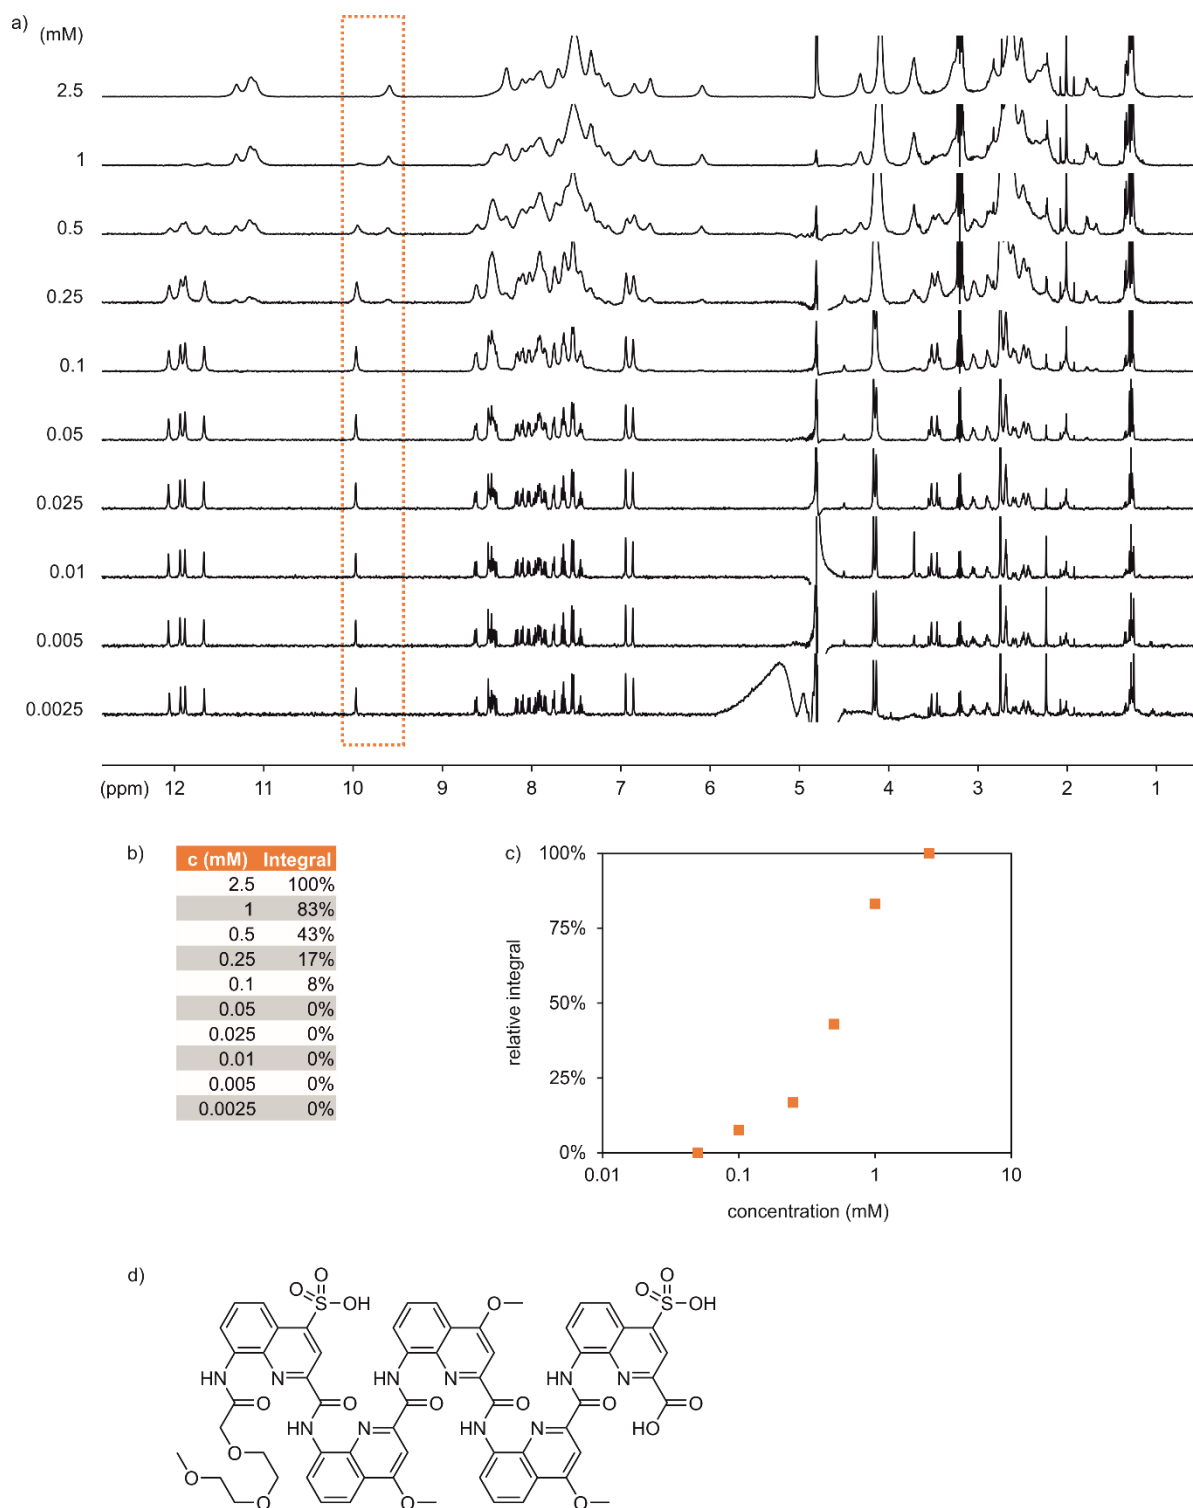 a)
(mM)
2.5
1
0.5
0.25
0.1
0.05
0.025
0.01
0.005
0.0025
(ppm) 12 11 10 9 8 7 6 5 4 3 2 1
b)
c (mM) Integral
2.5 100%
1 83%
0.5 43%
0.25 17%
0.1 8%
0.05 0%
0.025 0%
0.01 0%
0.005 0%
0.0025 0%
c)
100%
75%
50%
25%
0%
relative integral
0.01 0.1 1 10
concentration (mM)
d)
O O O
O S OH O O S OH
HN N HN N HN N
O O O O O O
O HN N HN N HO
O O
O O O